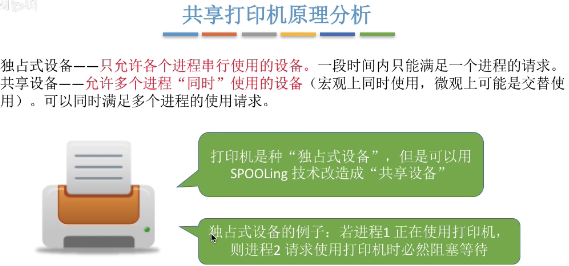 共享打印机原理分析
独占式设备——只允许各个进程串行使用的设备。一段时间内只能满足一个进程的请求。
共享设备——允许多个进程“同时”使用的设备（宏观上同时使用，微观上可能是交替使
用）。可以同时满足多个进程的使用请求。
打印机是种“独占式设备”，但是可以用
SPOOLing 技术改造成“共享设备”
独占式设备的例子：若进程1 正在使用打印机，
则进程2 请求使用打印机时必然阻塞等待